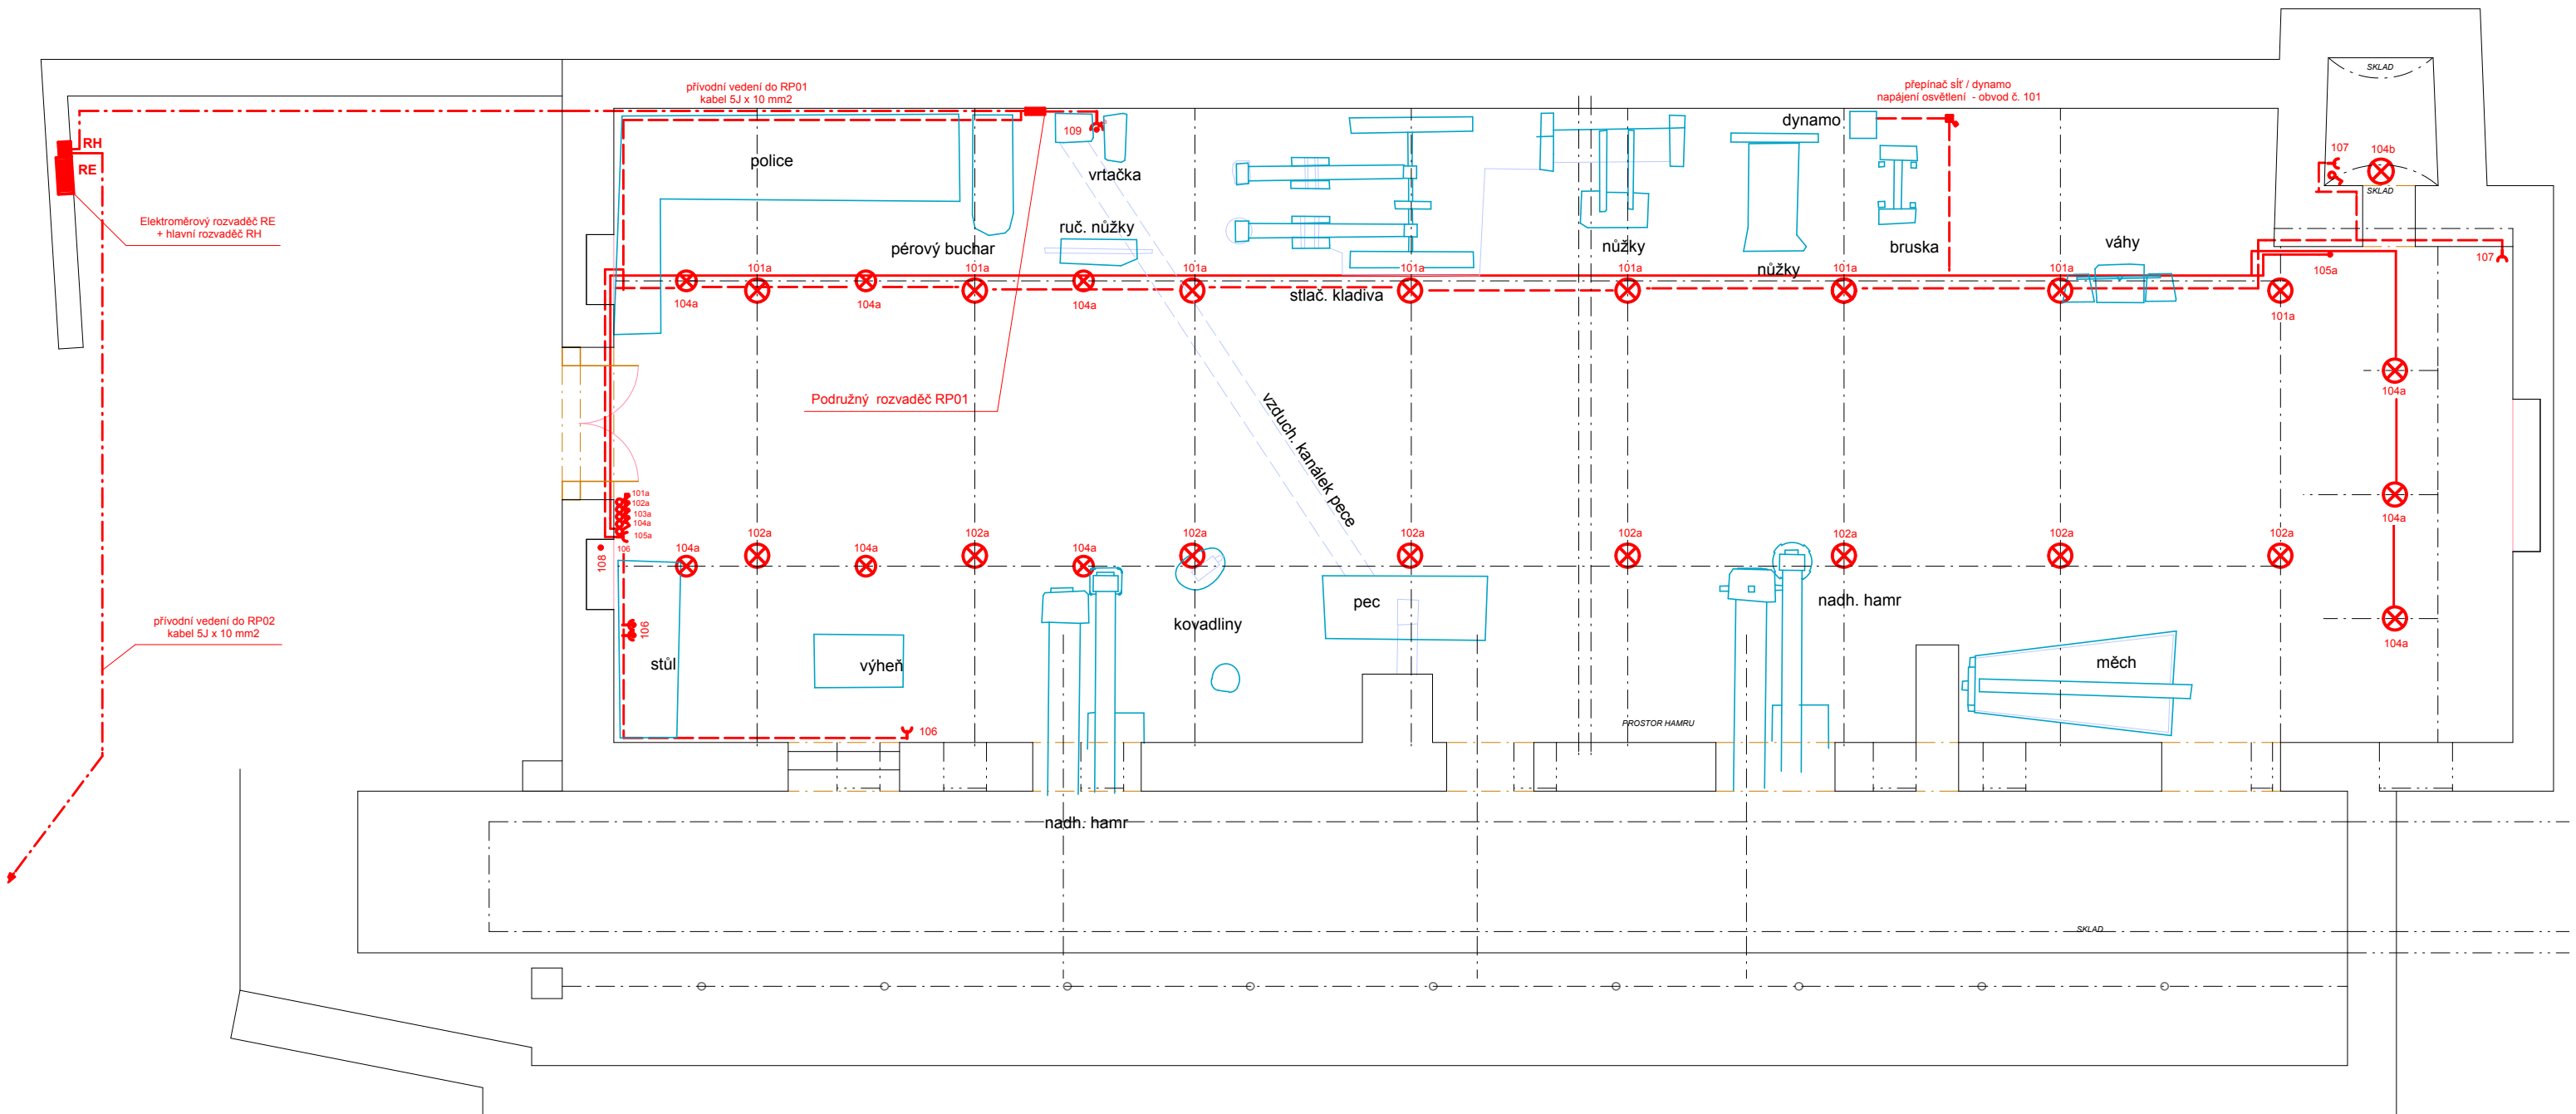 SKLAD
přívodní vedení do RP01
kabel 5J x 10 mm2
přepínač síť / dynamo
napájení osvětlení - obvod č. 101
dynamo
109
RH
RE
police
vrtačka
107
104b
SKLAD
Elektroměrový rozvaděč RE
+ hlavní rozvaděč RH
ruč. nůžky
pérový buchar
nůžky
bruska
váhy
107
101a
101a
101a
101a
101a
101a
101a
nůžky
105a
104a
104a
104a
stlač. kladiva
101a
104a
Podružný rozvaděč RP01
vzduch. kanálek pece
101a
102a
103a
104a
105a
104a
106
108
104a
102a
104a
102a
104a
102a
102a
102a
102a
102a
102a
pec
nadh. hamr
přívodní vedení do RP02
kabel 5J x 10 mm2
106
kovadliny
104a
stůl
výheň
měch
106
PROSTOR HAMRU
nadh. hamr
SKLAD